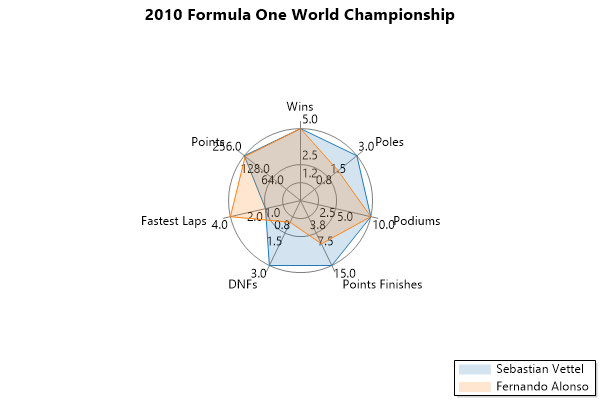 2010 Formula One World Championship
Wins
5.0
2.5
1.2
Poles
3.0
1.5
0.8
Podiums
10.0
5.0
2.5
Points Finishes
15.0
7.5
3.8
DNFs
3.0
1.5
0.8
Fastest Laps
4.0
2.0
1.0
Points
256.0
128.0
64.0
Sebastian Vettel
Fernando Alonso